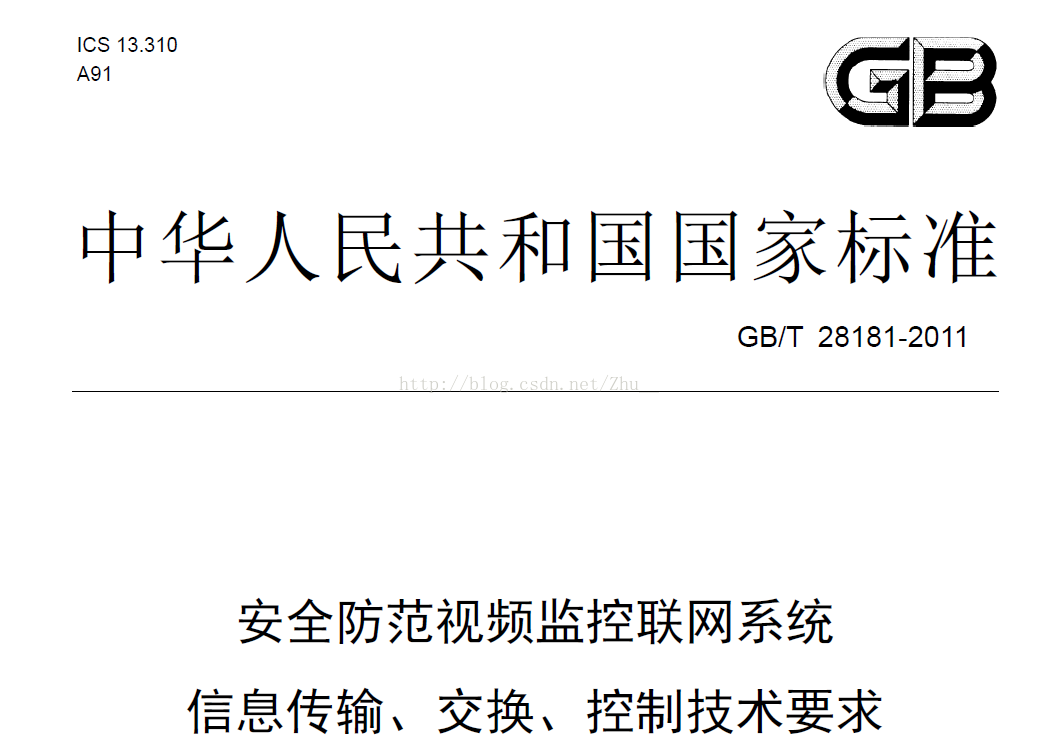 ICS 13.310
A91
GB
中华人民共和国国家标准
GB/T 28181-2011
http://blog.csdn.net/Zhu__
安全防范视频监控联网系统
信息传输、交换、控制技术要求